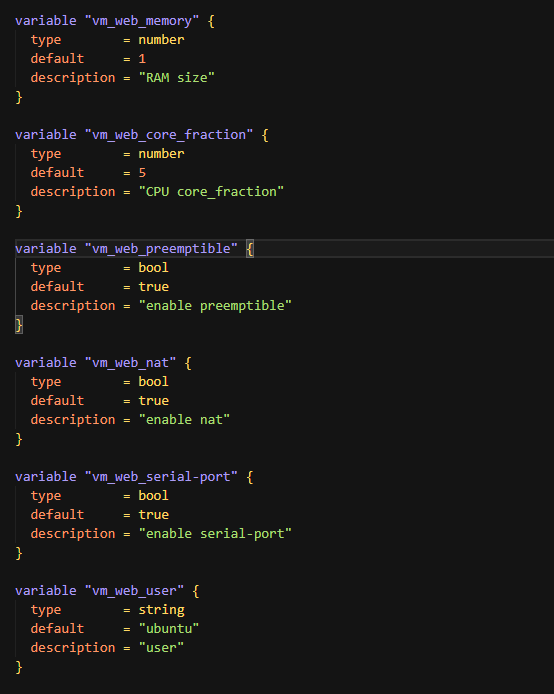 variable "vm_web_memory" {
  type        = number
  default     = 1
  description = "RAM size"
}
variable "vm_web_core_fraction" {
  type        = number
  default     = 5
  description = "CPU core_fraction"
}
variable "vm_web_preemptible" {
  type        = bool
  default     = true
  description = "enable preemptible"
}
variable "vm_web_nat" {
  type        = bool
  default     = true
  description = "enable nat"
}
variable "vm_web_serial-port" {
  type        = bool
  default     = true
  description = "enable serial-port"
}
variable "vm_web_user" {
  type        = string
  default     = "ubuntu"
  description = "user"
}